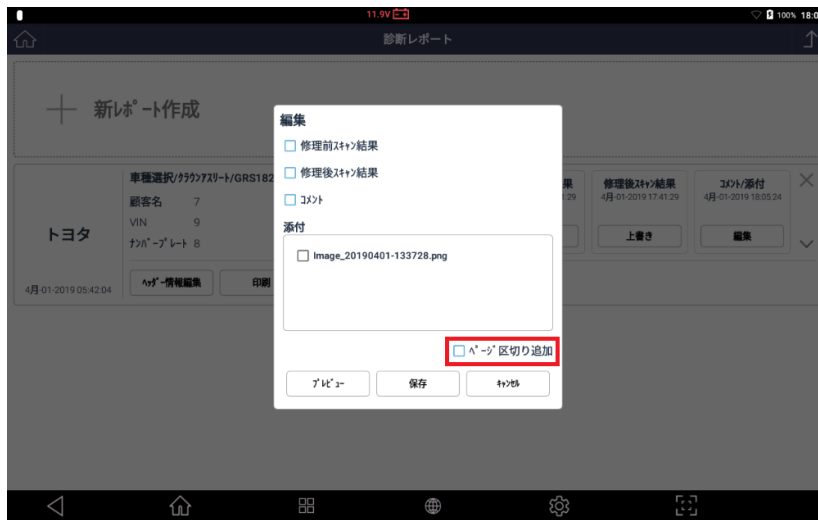 11.9V
100% 18:0
診断レポート
新ﾚﾎﾟｰﾄ作成
トヨタ
4月-01-2019 05:42:04
車種選択/ｸﾗｳﾝｱｽﾘｰﾄ/GRS182
顧客名 7
VIN 9
ﾅﾝﾊﾞｰﾌﾟﾚｰﾄ 8
ﾍｯﾀﾞｰ情報編集
印刷
編集
修理前ｽｷｬﾝ結果
修理後ｽｷｬﾝ結果
ｺﾒﾝﾄ
添付
Image_20190401-133728.png
ﾍﾟｰｼﾞ区切り追加
ﾌﾟﾚﾋﾞｭｰ
保存
ｷｬﾝｾﾙ
果
1:29
修理後ｽｷｬﾝ結果
4月-01-2019 17:41:29
上書き
ｺﾒﾝﾄ/添付
4月-01-2019 18:05:24
編集